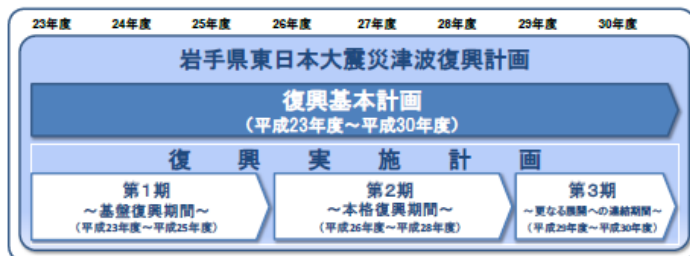 23年度 24年度 25年度 26年度 27年度 28年度 29年度 30年度
岩手県東日本大震災津波復興計画
復興基本計画
(平成23年度~平成30年度)
復興実施計画
第1期
~基盤復興期間~
(平成23年度~平成25年度)
第2期
~本格復興期間~
(平成26年度~平成28年度)
第3期
~更なる展開への連結期間~
(平成29年度~平成30年度)